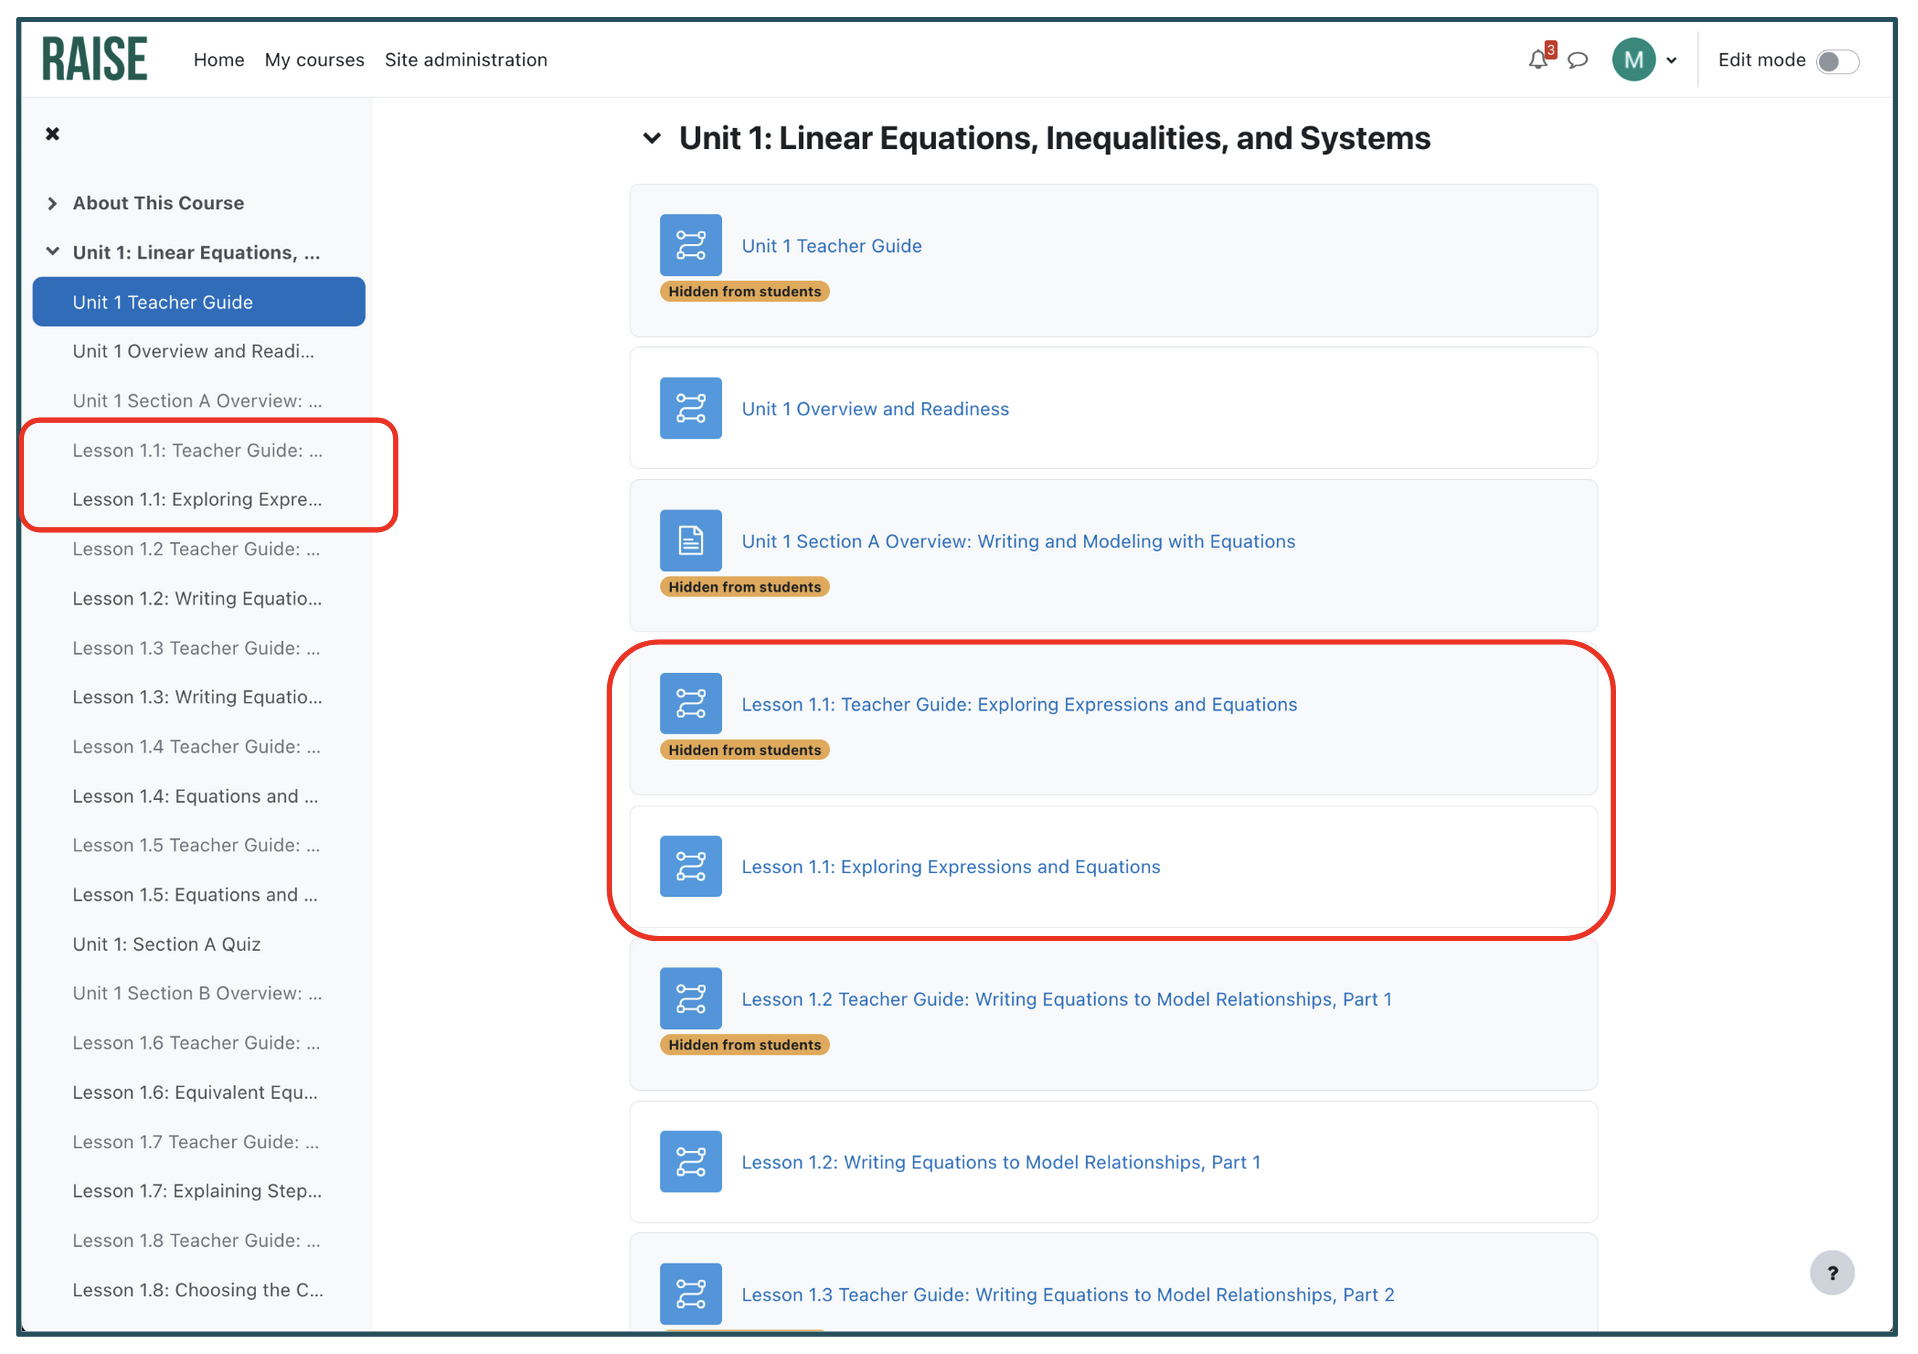 RAISE
Home My courses Site administration
3
M
Edit mode
About This Course
Unit 1: Linear Equations, ...
Unit 1 Teacher Guide
Unit 1 Overview and Readi...
Unit 1 Section A Overview: ...
Lesson 1.1: Teacher Guide: ...
Lesson 1.1: Exploring Expre...
Lesson 1.2 Teacher Guide: ...
Lesson 1.2: Writing Equatio...
Lesson 1.3 Teacher Guide: ...
Lesson 1.3: Writing Equatio...
Lesson 1.4 Teacher Guide: ...
Lesson 1.4: Equations and ...
Lesson 1.5 Teacher Guide: ...
Lesson 1.5: Equations and ...
Unit 1: Section A Quiz
Unit 1 Section B Overview: ...
Lesson 1.6 Teacher Guide: ...
Lesson 1.6: Equivalent Equ...
Lesson 1.7 Teacher Guide: ...
Lesson 1.7: Explaining Step...
Lesson 1.8 Teacher Guide: ...
Lesson 1.8: Choosing the C...
Unit 1: Linear Equations, Inequalities, and Systems
Unit 1 Teacher Guide
Hidden from students
Unit 1 Overview and Readiness
Unit 1 Section A Overview: Writing and Modeling with Equations
Hidden from students
Lesson 1.1: Teacher Guide: Exploring Expressions and Equations
Hidden from students
Lesson 1.1: Exploring Expressions and Equations
Lesson 1.2 Teacher Guide: Writing Equations to Model Relationships, Part 1
Hidden from students
Lesson 1.2: Writing Equations to Model Relationships, Part 1
Lesson 1.3 Teacher Guide: Writing Equations to Model Relationships, Part 2
?